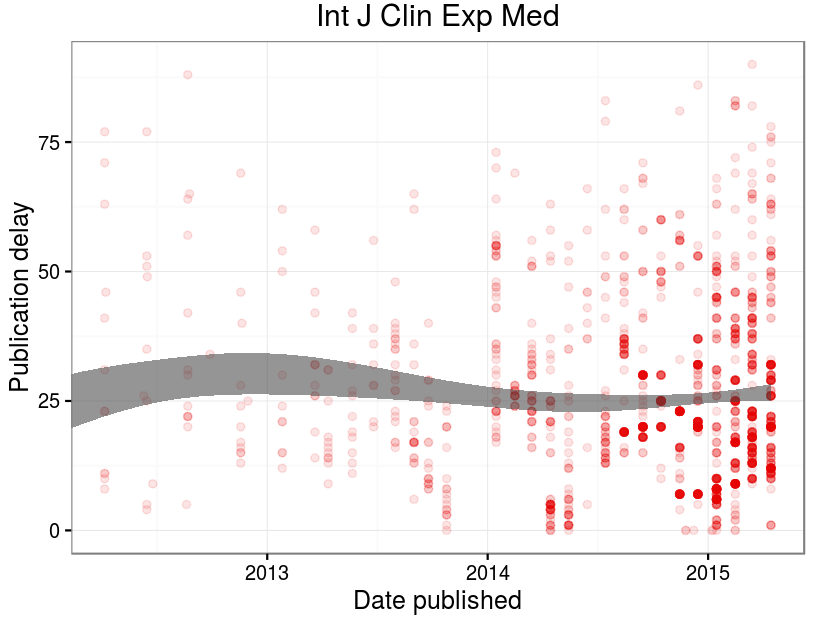 Int J Clin Exp Med
Publication delay
75
50
25
0
2013 2014 2015
Date published